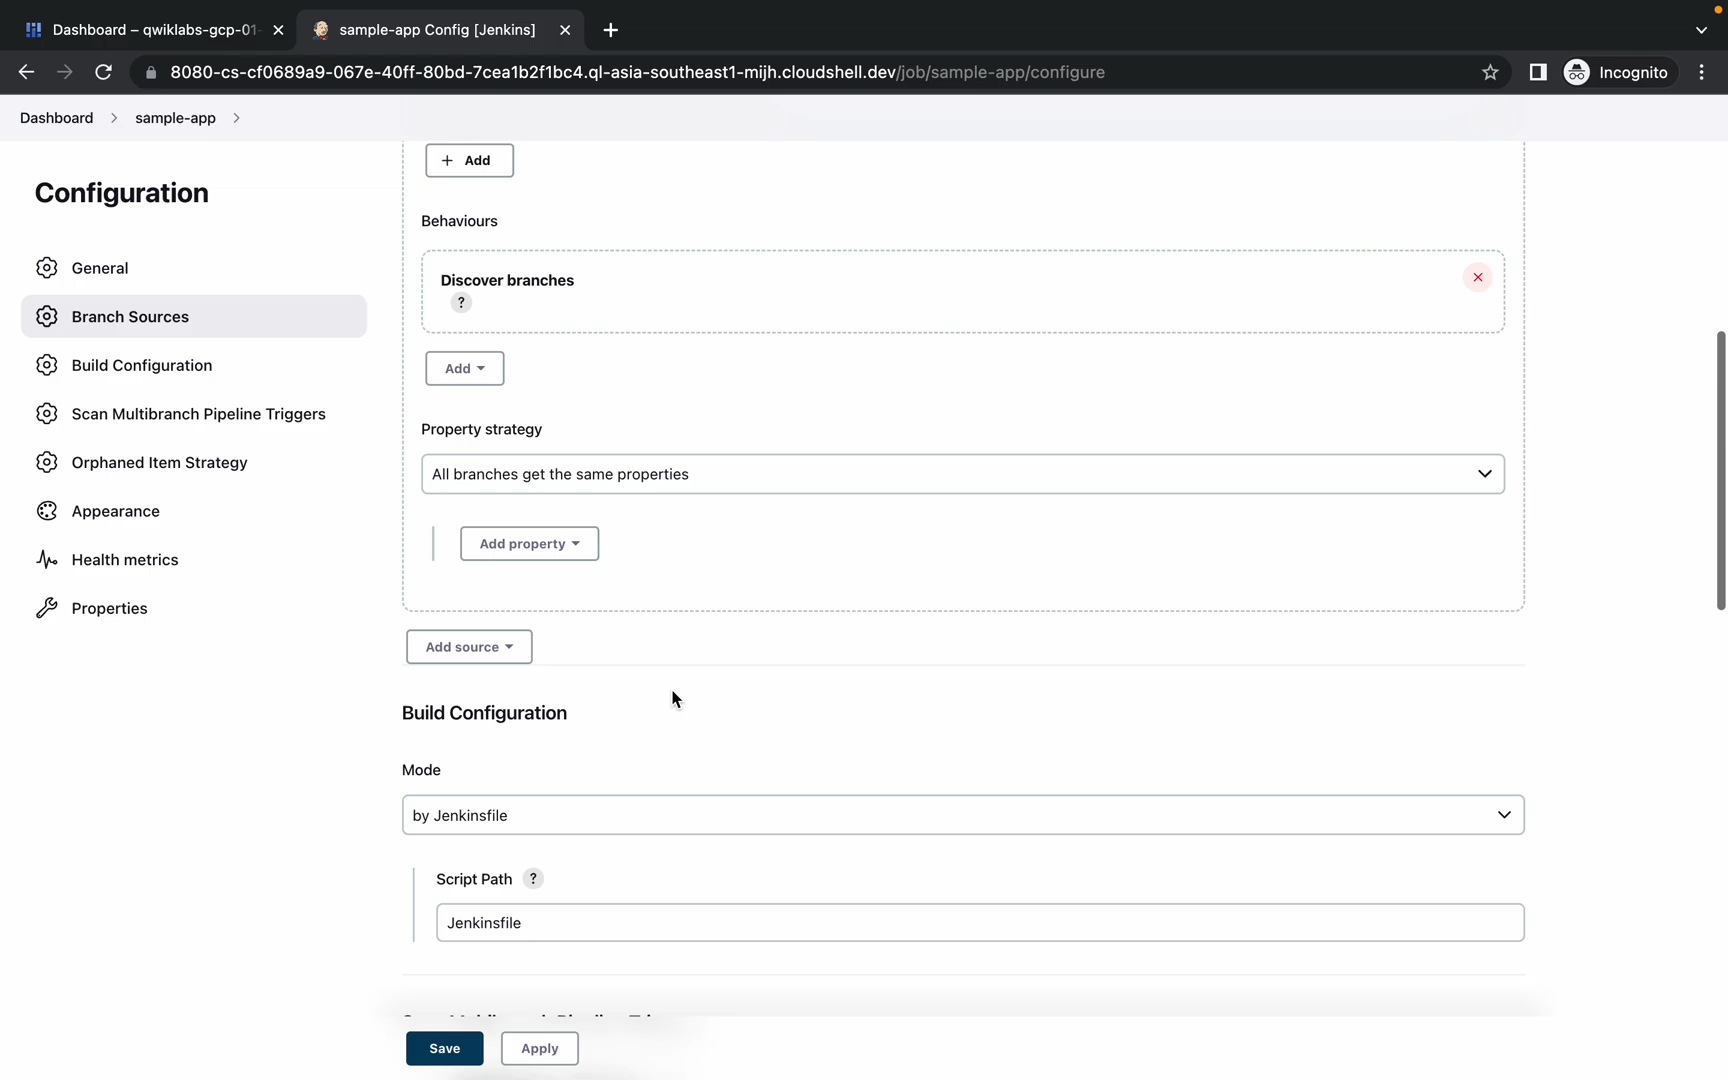 Dashboard – qwiklabs-gcp-01-
sample-app Config [Jenkins]
8080-cs-cf0689a9-067e-40ff-80bd-7cea1b2f1bc4.ql-asia-southeast1-mijh.cloudshell.dev/job/sample-app/configure
Incognito
Dashboard
sample-app
Configuration
General
Branch Sources
Build Configuration
Scan Multibranch Pipeline Triggers
Orphaned Item Strategy
Appearance
Health metrics
Properties
+ Add
Behaviours
Discover branches
?
Add
Property strategy
All branches get the same properties
Add property
Add source
Build Configuration
Mode
by Jenkinsfile
Script Path ?
Jenkinsfile
Save
Apply